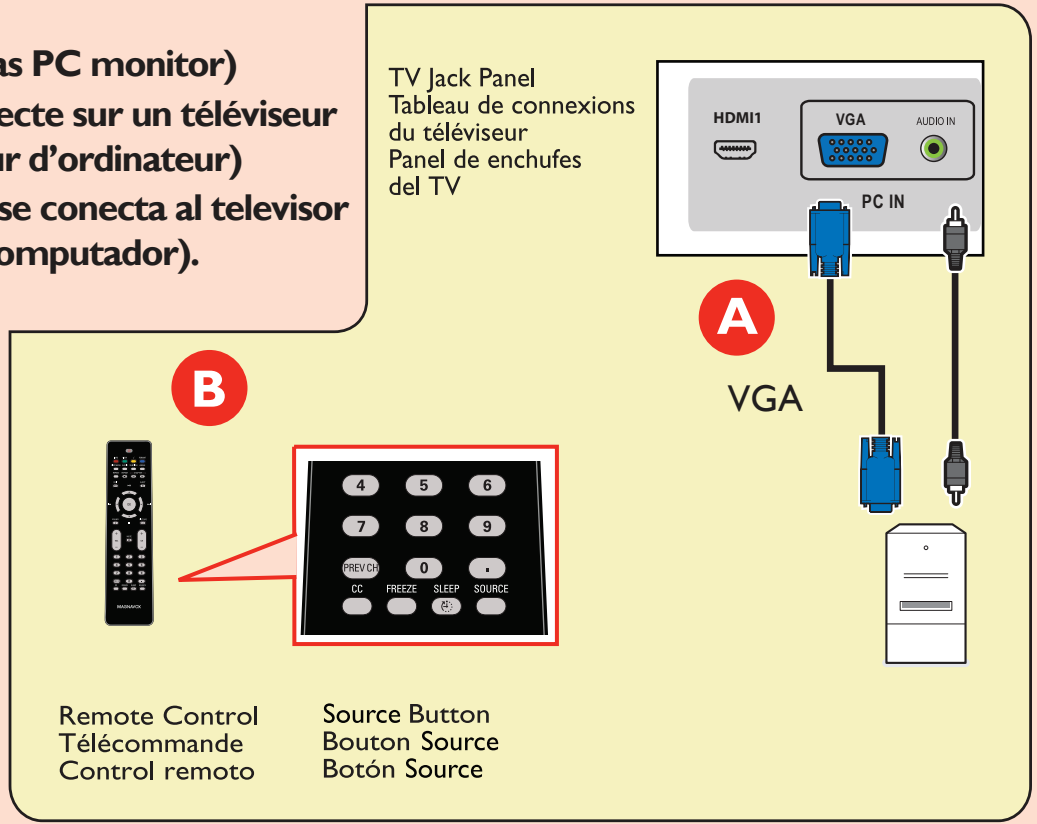 as PC monitor)
ecte sur un téléviseur
ur d’ordinateur)
se conecta al televisor
omputador).
TV Jack Panel
Tableau de connexions
du téléviseur
Panel de enchufes
del TV
HDMI1
VGA
AUDIO IN
PC IN
A
VGA
B
4 5 6
7 8 9
PREV CH 0 .
CC FREEZE SLEEP SOURCE
MAGNAVOX
Remote Control
Télécommande
Control remoto
Source Button
Bouton Source
Botón Source